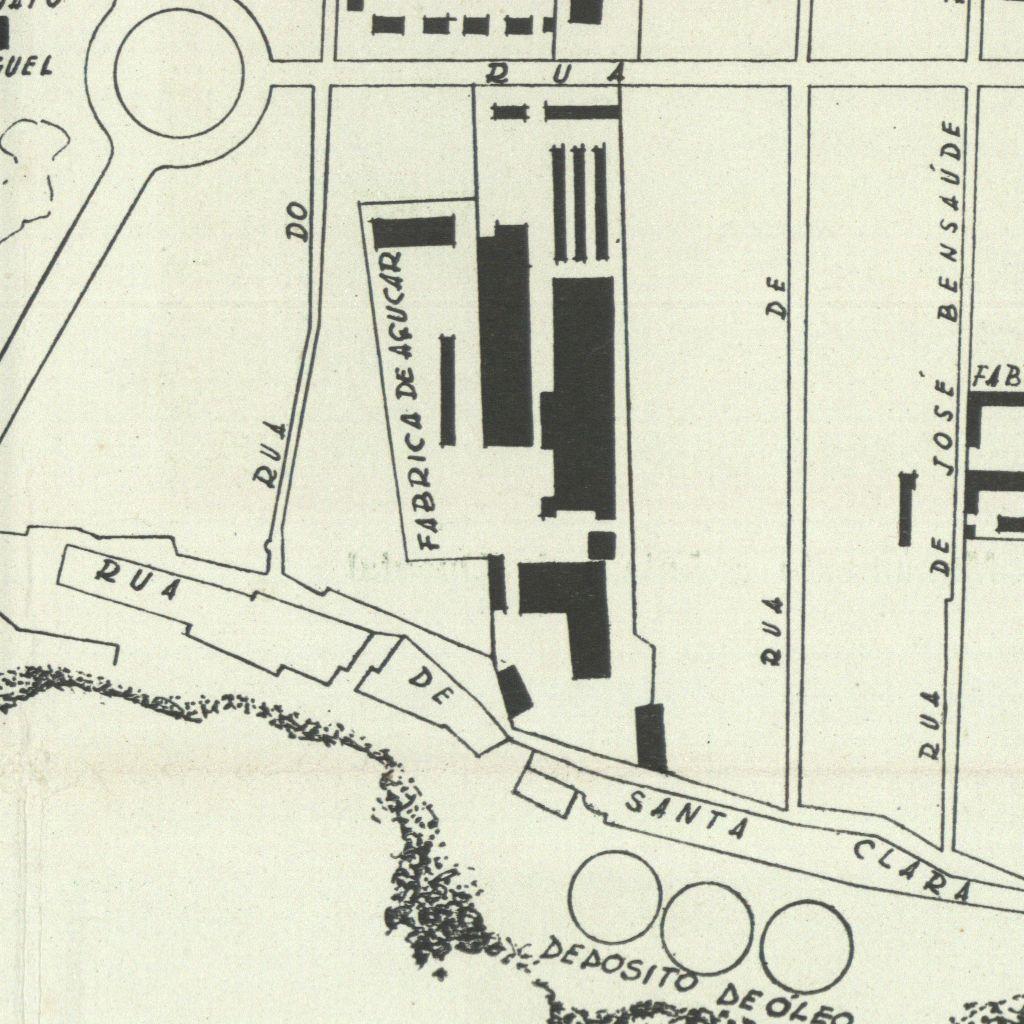 GUEL
RUA
RUA DO
FABRICA DE AÇUCAR
RUA DE
RUA DE JOSÉ BENSAÚDE
FAB
RUA DE SANTA CLARA
DEPOSITO DE ÓLEO